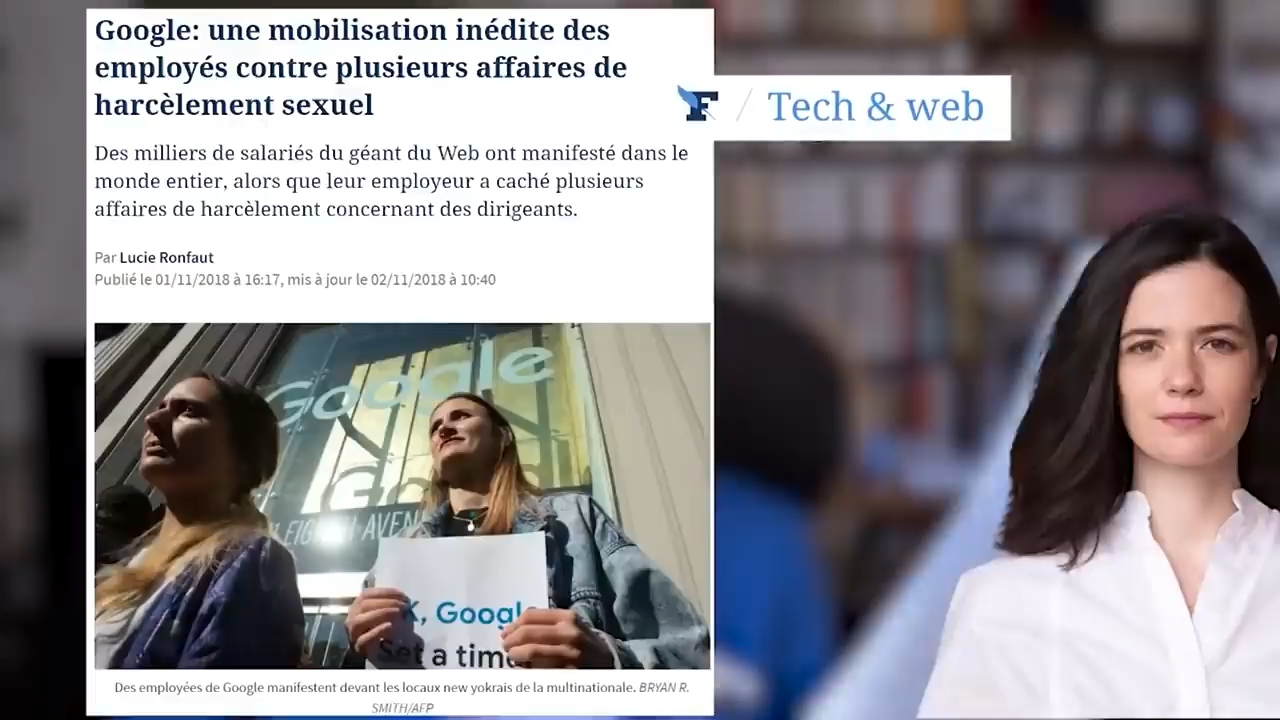 Google: une mobilisation inédite des
employés contre plusieurs affaires de
harcèlement sexuel
F / Tech & web
Des milliers de salariés du géant du Web ont manifesté dans le
monde entier, alors que leur employeur a caché plusieurs
affaires de harcèlement concernant des dirigeants.
Par Lucie Ronfaut
Publié le 01/11/2018 à 16:17, mis à jour le 02/11/2018 à 10:40
Google
EIGHTH AVEN
K, Google
Set a time
Des employées de Google manifestent devant les locaux new yokrais de la multinationale. BRYAN R.
SMITH/AFP